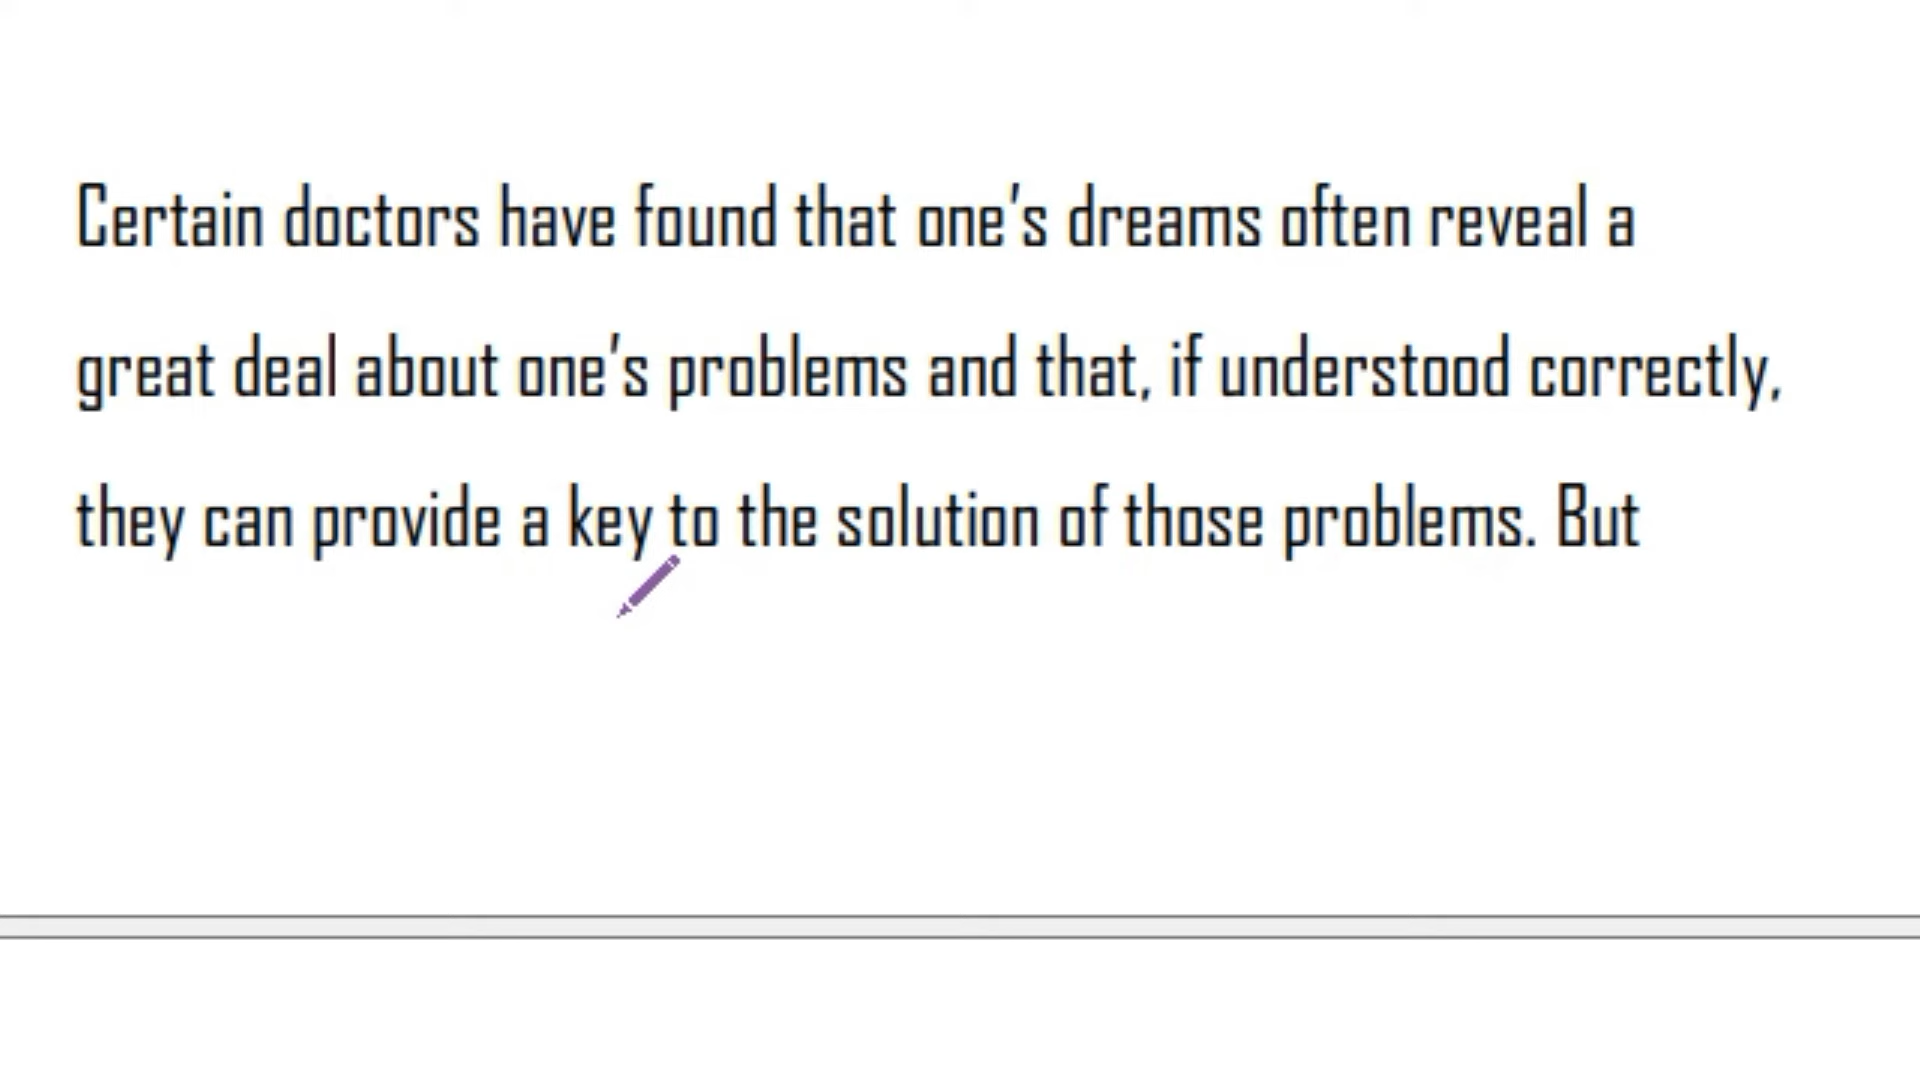 Certain doctors have found that one's dreams often reveal a
great deal about one's problems and that, if understood correctly,
they can provide a key to the solution of those problems. But